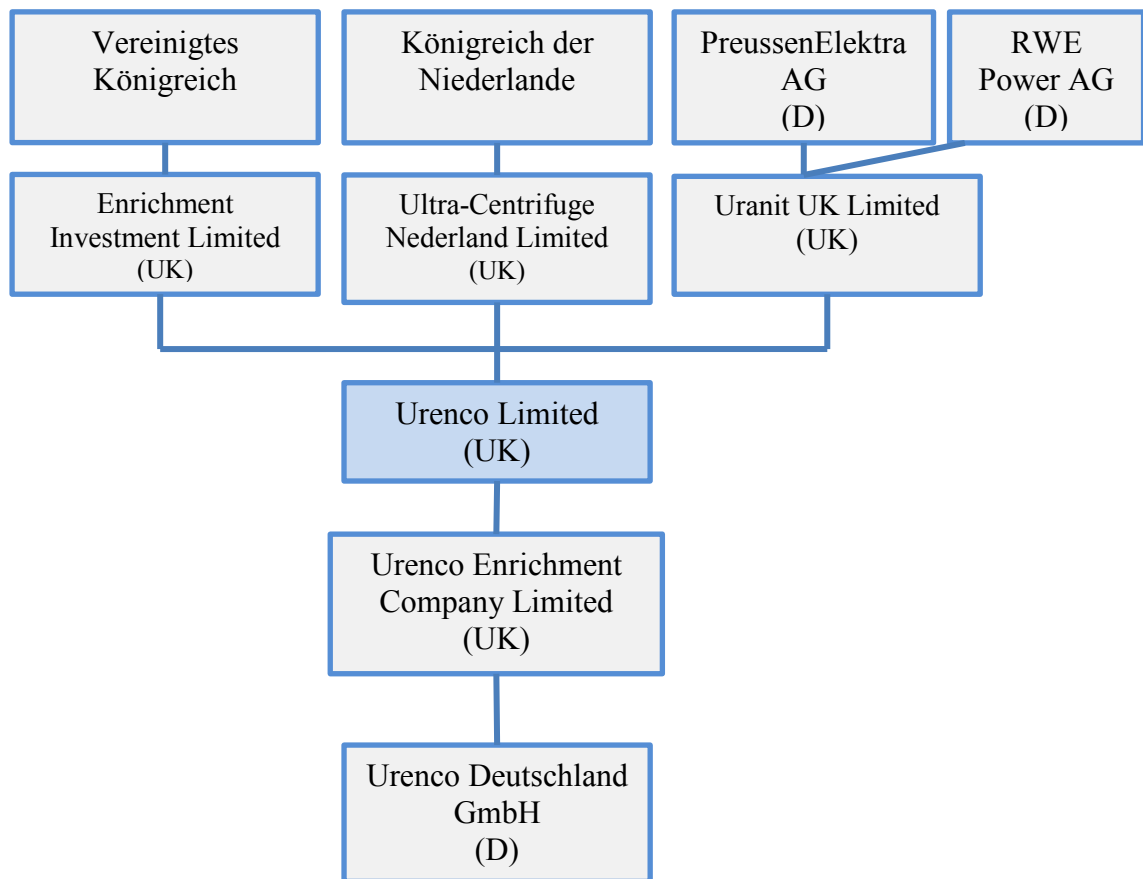 Vereinigtes
Königreich
Königreich der
Niederlande
PreussenElektra
AG
(D)
RWE
Power AG
(D)
Enrichment
Investment Limited
(UK)
Ultra-Centrifuge
Nederland Limited
(UK)
Uranit UK Limited
(UK)
Urenco Limited
(UK)
Urenco Enrichment
Company Limited
(UK)
Urenco Deutschland
GmbH
(D)